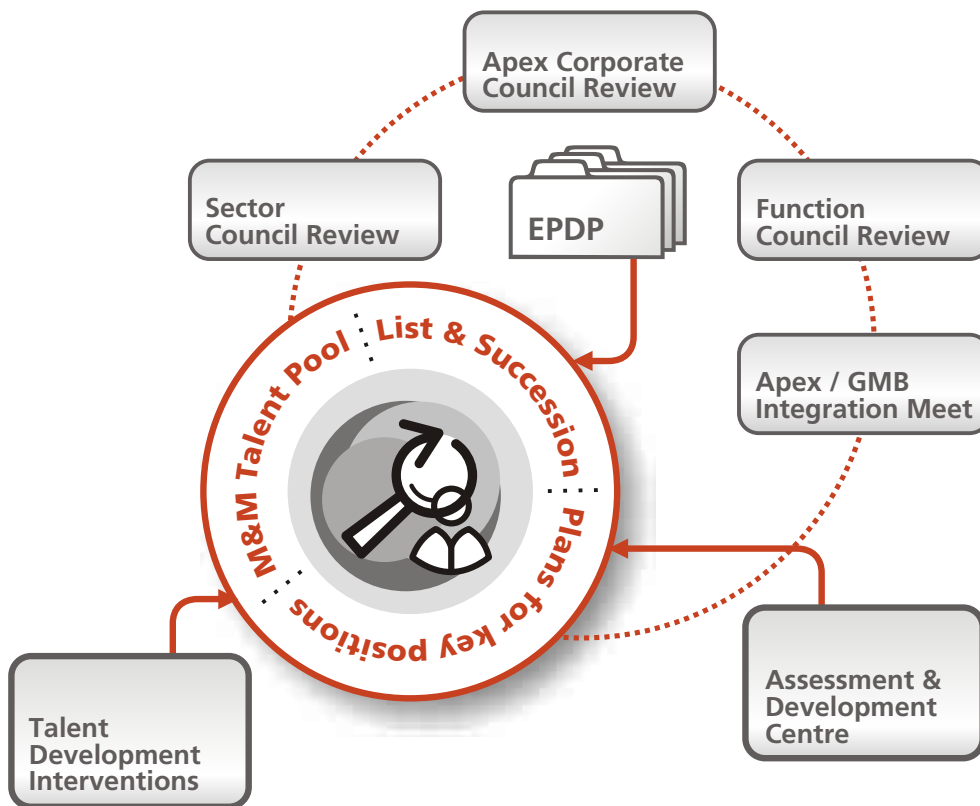 Apex Corporate
Council Review
Sector
Council Review
EPDP
Function
Council Review
M&M Talent Pool
List & Succession
Plans for key positions
Apex / GMB
Integration Meet
Talent
Development
Interventions
Assessment &
Development
Centre